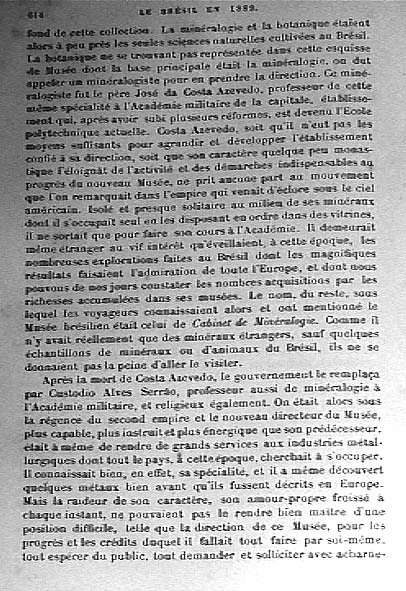 614 LE BRÉSIL EN 1889.
fond de cette collection. La minéralogie et la botanique étaient
alors à peu près les seules sciences naturelles cultivées au Brésil.
La botanique ne se trouvant pas représentée dans cette esquisse
de Musée dont la base principale était la minéralogie, on dut
appeler un minéralogiste pour en prendre la direction. Ce miné-
ralogiste fut le père José da Costa Azevedo, professeur de cette
même spécialité à l'Académie militaire de la capitale, établisse-
ment qui, après avoir subi plusieurs réformes, est devenu l'École
polytechnique actuelle. Costa Azevedo, soit qu'il n'eut pas les
moyens suffisants pour agrandir et développer l'établissement
confié à sa direction, soit que son caractère quelque peu monas-
tique l'éloignât de l'activité et des démarches indispensables au
progrès du nouveau Musée, ne prit aucune part au mouvement
que l'on remarquait dans l'empire qui venait d'éclore sous le ciel
américain. Isolé et presque solitaire au milieu de ses minéraux
dont il s'occupait seul en les disposant en ordre dans des vitrines,
il ne sortait que pour faire son cours à l'Académie. Il demeurait
même étranger au vif intérêt qu'éveillaient, à cette époque, les
nombreuses explorations faites au Brésil dont les magnifiques
résultats faisaient l'admiration de toute l'Europe, et dont nous
pouvons de nos jours constater les nombres acquisitions par les
richesses accumulées dans ses musées. Le nom, du reste, sous
lequel les voyageurs connaissaient alors et ont mentionné le
Musée brésilien était celui de Cabinet de Minéralogie. Comme il
n'y avait réellement que des minéraux étrangers, sauf quelques
échantillons de minéraux ou d'animaux du Brésil, ils ne se
donnaient pas la peine d'aller le visiter.
Après la mort de Costa Azevedo, le gouvernement le remplaça
par Custodio Alves Serrão, professeur aussi de minéralogie à
l'Académie militaire, et religieux également. On était alors sous
la régence du second empire et le nouveau directeur du Musée,
plus capable, plus instruit et plus énergique que son prédécesseur,
était à même de rendre de grands services aux industries métal-
lurgiques dont tout le pays, à cette époque, cherchait à s'occuper.
Il connaissait bien, en effet, sa spécialité, et il a même découvert
quelques métaux bien avant qu'ils fussent décrits en Europe.
Mais la raideur de son caractère, son amour-propre froissé à
chaque instant, ne pouvaient pas le rendre bien maître d'une
position difficile, telle que la direction de ce Musée, pour les
progrès et les crédits duquel il fallait tout faire par soi-même,
tout espérer du public, tout demander et solliciter avec acharne-